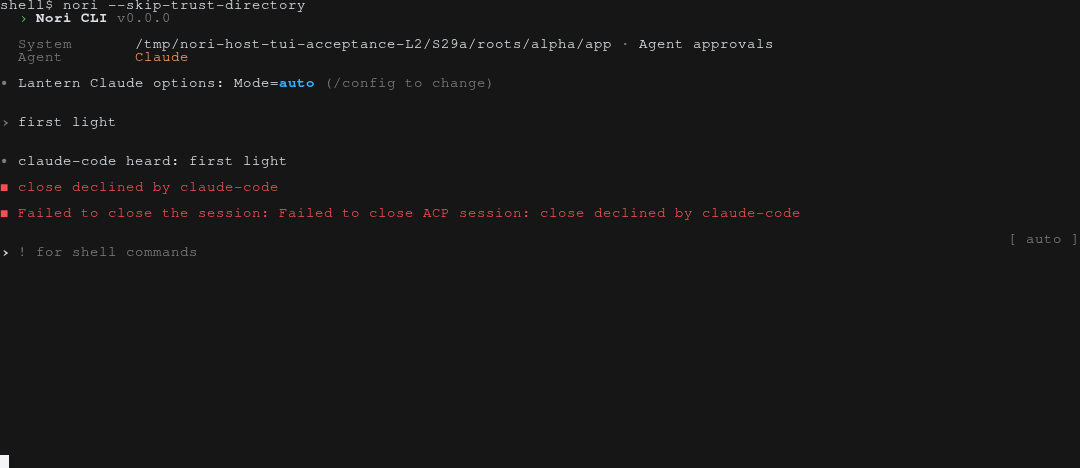 shell$ nori --skip-trust-directory
› Nori CLI v0.0.0
System /tmp/nori-host-tui-acceptance-L2/S29a/roots/alpha/app · Agent approvals
Agent Claude
• Lantern Claude options: Mode=auto (/config to change)
› first light
• claude-code heard: first light
■ close declined by claude-code
■ Failed to close the session: Failed to close ACP session: close declined by claude-code
[ auto ]
› ! for shell commands